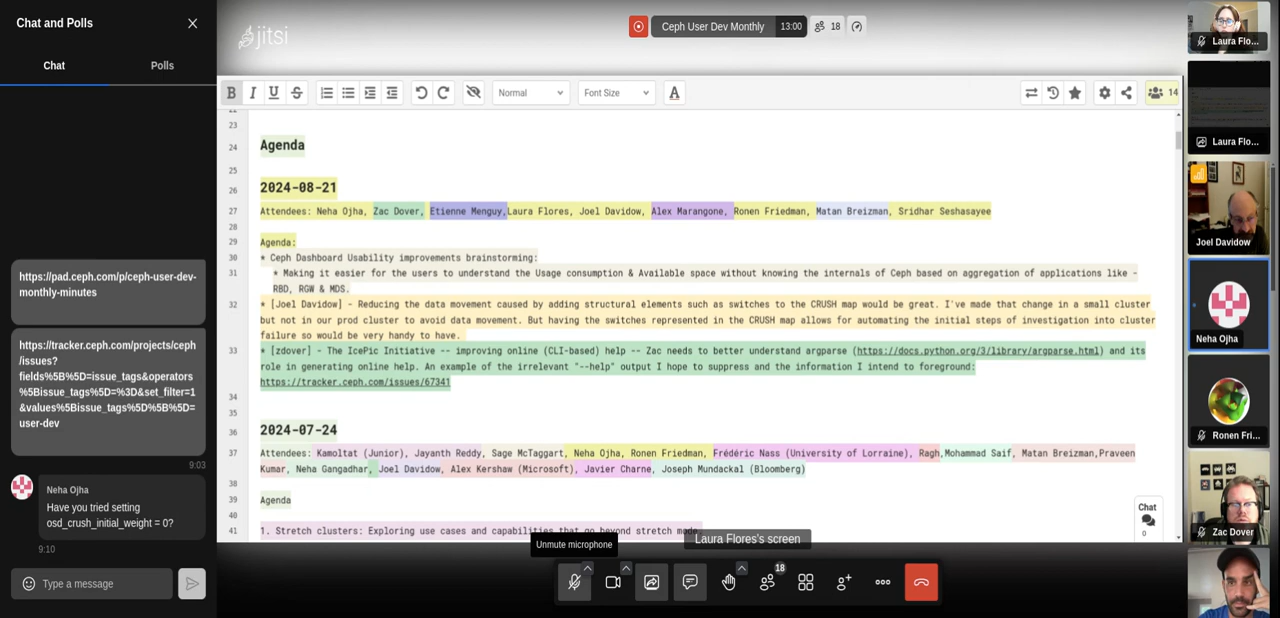 Chat and Polls
Chat
Polls
https://pad.ceph.com/p/ceph-user-dev-
monthly-minutes
https://tracker.ceph.com/projects/ceph
/issues?
fields%5B%5D=issue_tags&operators
%5Bissue_tags%5D=%3D&set_filter=1
&values%5Bissue_tags%5D%5B%5D=
user-dev
9:03
Neha Ojha
Have you tried setting
osd_crush_initial_weight = 0?
9:10
Type a message
jitsi
Ceph User Dev Monthly 13:00 18
B I U S Normal Font Size A 14
23
24 Agenda
25
26 2024-08-21
27 Attendees: Neha Ojha, Zac Dover, Etienne Menguy,Laura Flores, Joel Davidow, Alex Marangone, Ronen Friedman, Matan Breizman, Sridhar Seshasayee
28
29 Agenda:
30 * Ceph Dashboard Usability improvements brainstorming:
31 * Making it easier for the users to understand the Usage consumption & Available space without knowing the internals of Ceph based on aggregation of applications like -
RBD, RGW & MDS.
32 * [Joel Davidow] - Reducing the data movement caused by adding structural elements such as switches to the CRUSH map would be great. I've made that change in a small cluster
but not in our prod cluster to avoid data movement. But having the switches represented in the CRUSH map allows for automating the initial steps of investigation into cluster
failure so would be very handy to have.
33 * [zdover] - The IcePic Initiative -- improving online (CLI-based) help -- Zac needs to better understand argparse (https://docs.python.org/3/library/argparse.html) and its
role in generating online help. An example of the irrelevant "--help" output I hope to suppress and the information I intend to foreground:
https://tracker.ceph.com/issues/67341
34
35
36 2024-07-24
37 Attendees: Kamoltat (Junior), Jayanth Reddy, Sage McTaggart, Neha Ojha, Ronen Friedman, Frédéric Nass (University of Lorraine), Ragh,Mohammad Saif, Matan Breizman,Praveen
Kumar, Neha Gangadhar, Joel Davidow, Alex Kershaw (Microsoft), Javier Charne, Joseph Mundackal (Bloomberg)
38
39 Agenda
40
41 1. Stretch clusters: Exploring use cases and capabilities that go beyond stretch mode
Chat
0
Unmute microphone
Laura Flores's screen
18
Laura Flo...
Laura Flo...
Joel Davidow
Neha Ojha
Ronen Fri...
Zac Dover